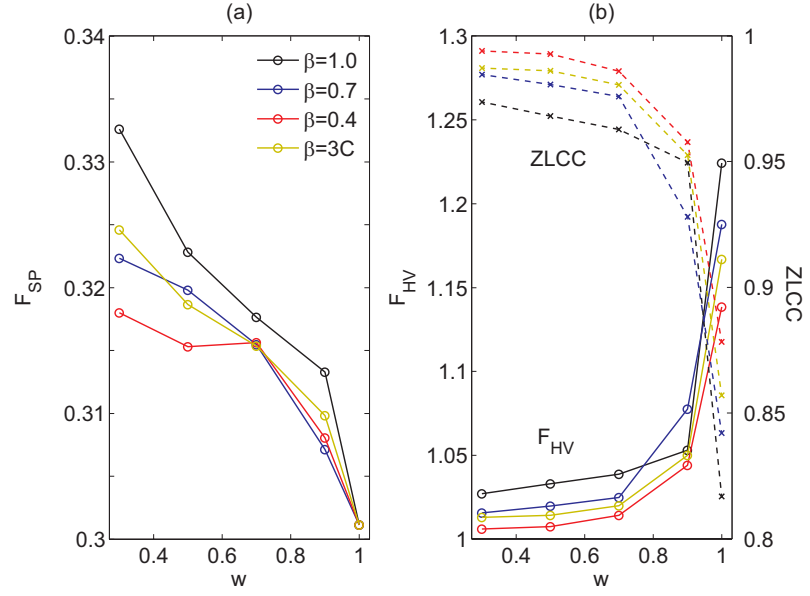 (a)
0.34
0.33
0.32
0.31
0.3
F_SP
0.4
0.6
0.8
1
w
β=1.0
β=0.7
β=0.4
β=3C
(b)
1.3
1.25
1.2
1.15
1.1
1.05
1
F_HV
ZLCC
F_HV
0.4
0.6
0.8
1
w
1
0.95
0.9
0.85
0.8
ZLCC